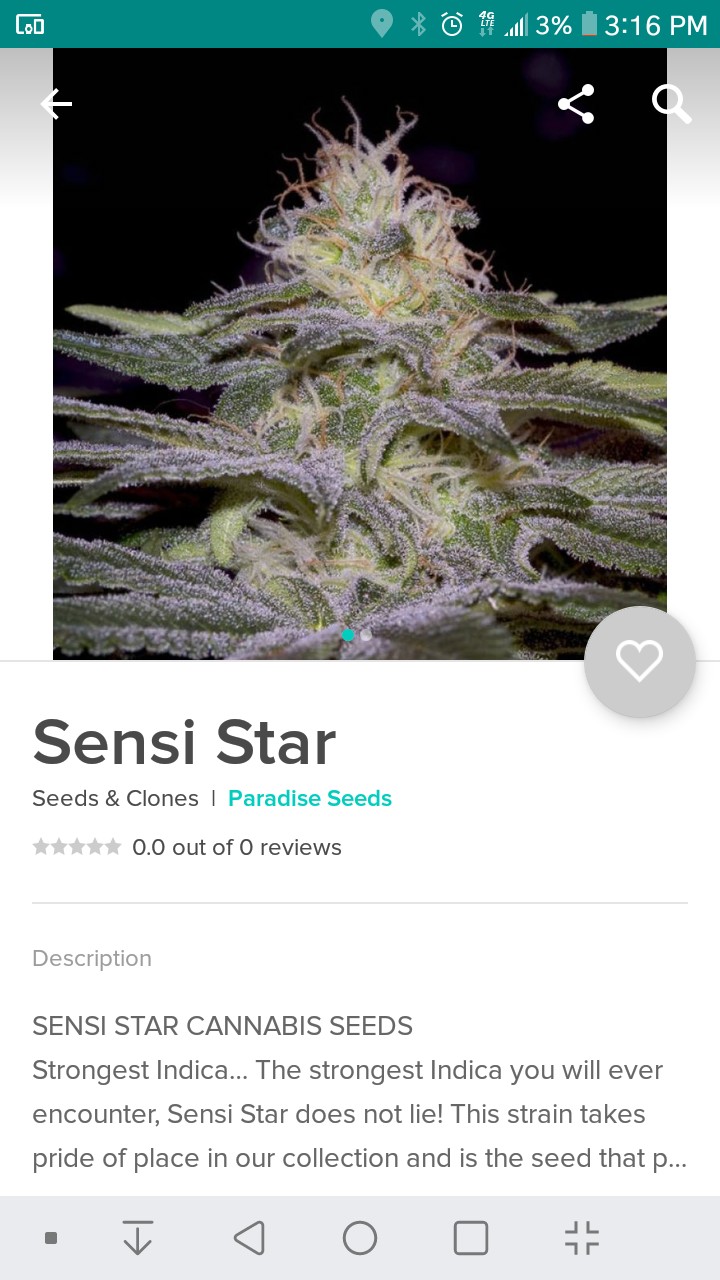 4G LTE 3% 3:16 PM
Sensi Star
Seeds & Clones | Paradise Seeds
0.0 out of 0 reviews
Description
SENSI STAR CANNABIS SEEDS
Strongest Indica... The strongest Indica you will ever
encounter, Sensi Star does not lie! This strain takes
pride of place in our collection and is the seed that p...